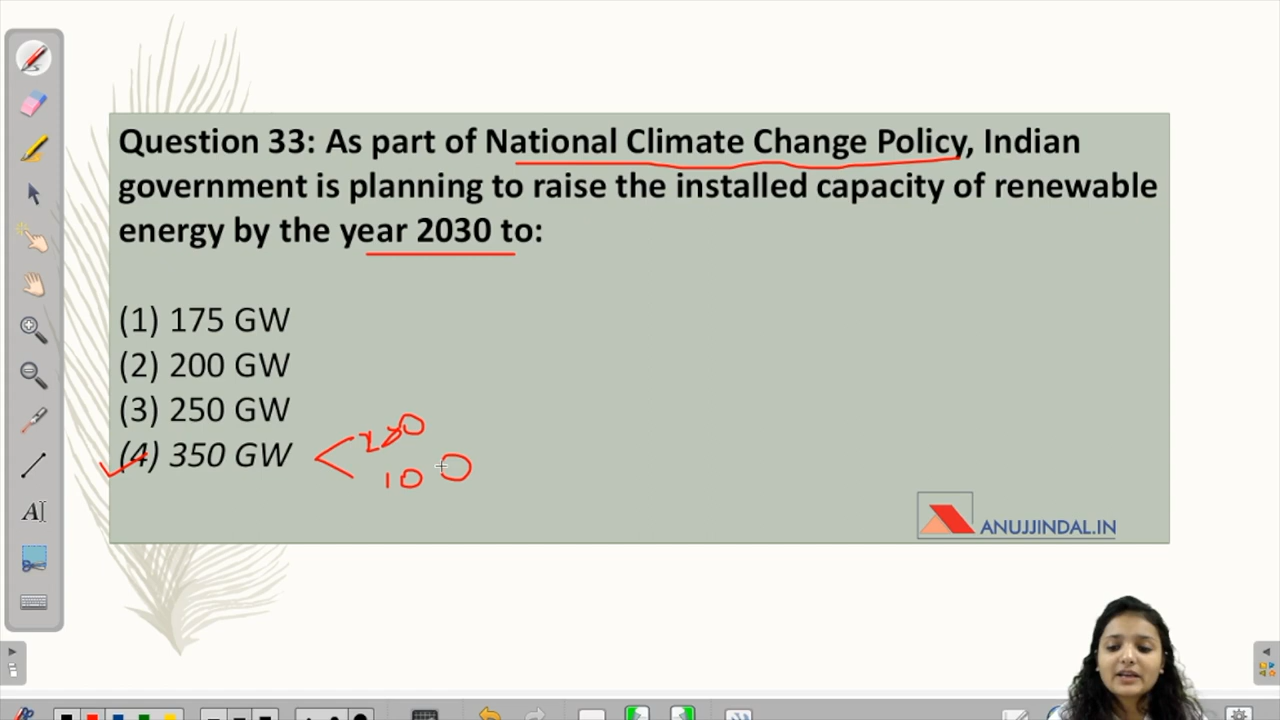 Question 33: As part of National Climate Change Policy, Indian
government is planning to raise the installed capacity of renewable
energy by the year 2030 to:
(1) 175 GW
(2) 200 GW
(3) 250 GW
(4) 350 GW
100
ANUJJINDAL.IN